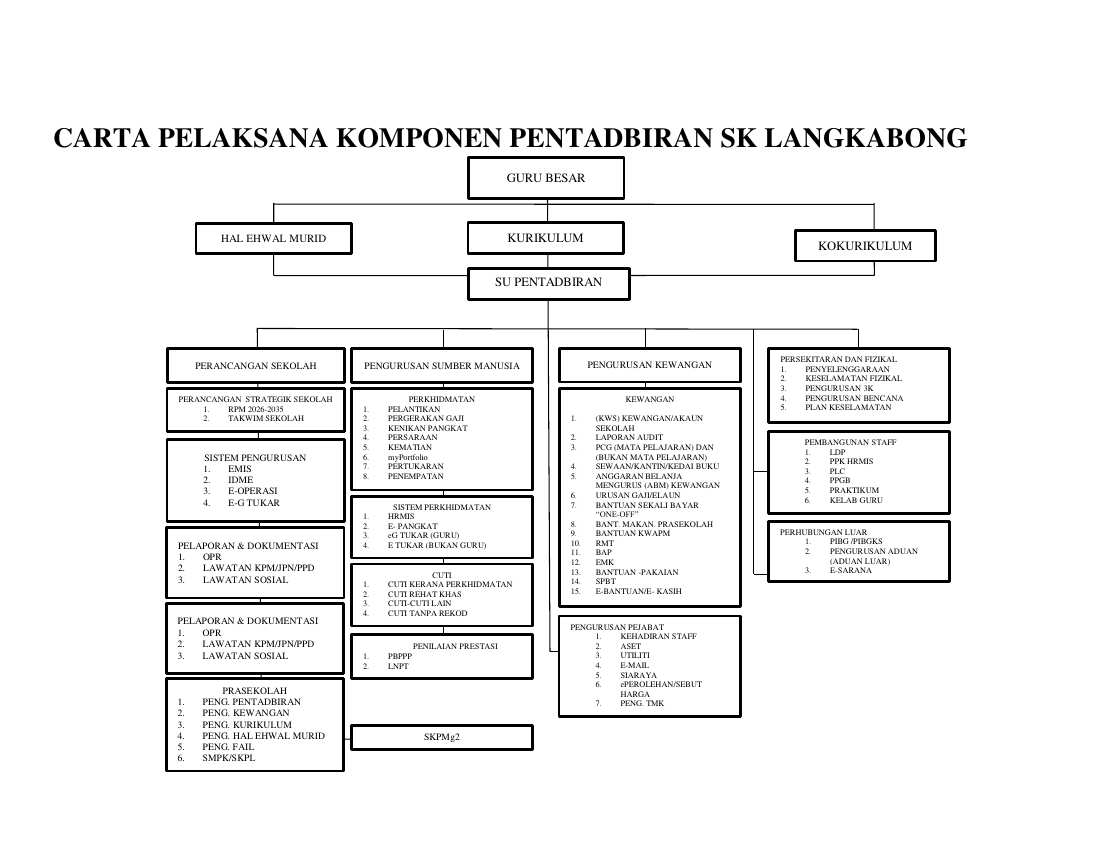 CARTA PELAKSANA KOMPONEN PENTADBIRAN SK LANGKABONG
GURU BESAR
HAL EHWAL MURID
KURIKULUM
KOKURIKULUM
SU PENTADBIRAN
PERANCANGAN SEKOLAH
PERANCANGAN STRATEGIK SEKOLAH
1. RPM 2026-2035
2. TAKWIM SEKOLAH
SISTEM PENGURUSAN
1. EMIS
2. IDME
3. E-OPERASI
4. E-G TUKAR
PELAPORAN & DOKUMENTASI
1. OPR
2. LAWATAN KPM/JPN/PPD
3. LAWATAN SOSIAL
PELAPORAN & DOKUMENTASI
1. OPR
2. LAWATAN KPM/JPN/PPD
3. LAWATAN SOSIAL
PRASEKOLAH
1. PENG. PENTADBIRAN
2. PENG. KEWANGAN
3. PENG. KURIKULUM
4. PENG. HAL EHWAL MURID
5. PENG. FAIL
6. SMPK/SKPL
PENGURUSAN SUMBER MANUSIA
PERKHIDMATAN
1. PELANTIKAN
2. PERGERAKAN GAJI
3. KENIKAN PANGKAT
4. PERSARAAN
5. KEMATIAN
6. myPortfolio
7. PERTUKARAN
8. PENEMPATAN
SISTEM PERKHIDMATAN
1. HRMIS
2. E- PANGKAT
3. eG TUKAR (GURU)
4. E TUKAR (BUKAN GURU)
CUTI
1. CUTI KERANA PERKHIDMATAN
2. CUTI REHAT KHAS
3. CUTI-CUTI LAIN
4. CUTI TANPA REKOD
PENILAIAN PRESTASI
1. PBPPP
2. LNPT
SKPMg2
PENGURUSAN KEWANGAN
KEWANGAN
1. (KWS) KEWANGAN/AKAUN
SEKOLAH
2. LAPORAN AUDIT
3. PCG (MATA PELAJARAN) DAN
(BUKAN MATA PELAJARAN)
4. SEWAAN/KANTIN/KEDAI BUKU
5. ANGGARAN BELANJA
MENGURUS (ABM) KEWANGAN
6. URUSAN GAJI/ELAUN
7. BANTUAN SEKALI BAYAR
“ONE-OFF”
8. BANT. MAKAN. PRASEKOLAH
9. BANTUAN KWAPM
10. RMT
11. BAP
12. EMK
13. BANTUAN -PAKAIAN
14. SPBT
15. E-BANTUAN/E- KASIH
PENGURUSAN PEJABAT
1. KEHADIRAN STAFF
2. ASET
3. UTILITI
4. E-MAIL
5. SIARAYA
6. ePEROLEHAN/SEBUT
HARGA
7. PENG. TMK
PERSEKITARAN DAN FIZIKAL
1. PENYELENGGARAAN
2. KESELAMATAN FIZIKAL
3. PENGURUSAN 3K
4. PENGURUSAN BENCANA
5. PLAN KESELAMATAN
PEMBANGUNAN STAFF
1. LDP
2. PPK HRMIS
3. PLC
4. PPGB
5. PRAKTIKUM
6. KELAB GURU
PERHUBUNGAN LUAR
1. PIBG /PIBGKS
2. PENGURUSAN ADUAN
(ADUAN LUAR)
3. E-SARANA